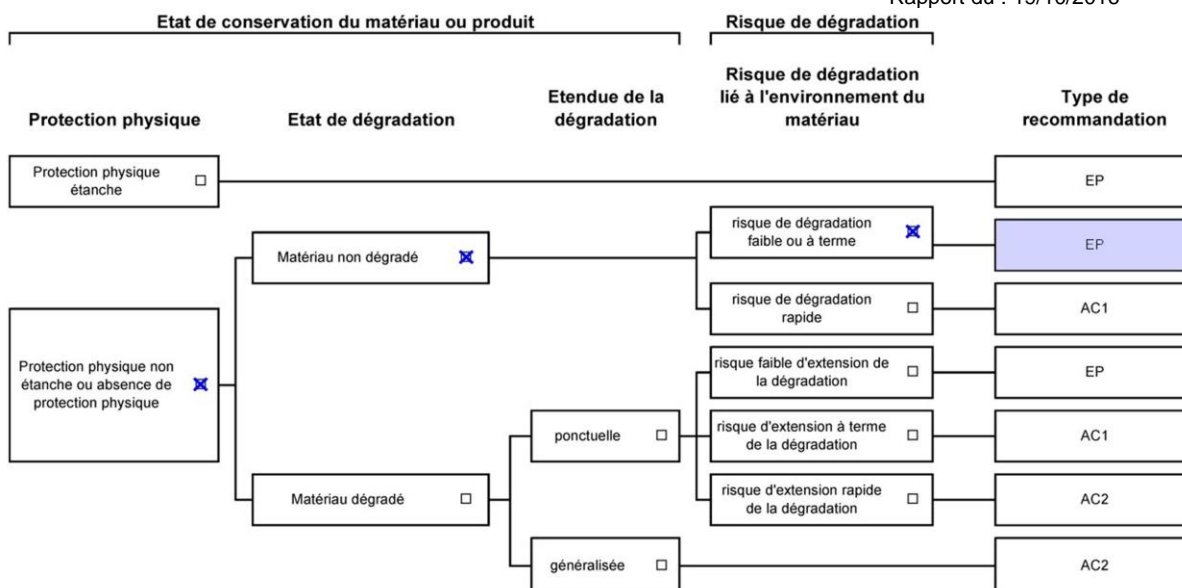 Rapport du : 19/10/2018
Etat de conservation du matériau ou produit
Risque de dégradation
Protection physique
Etat de dégradation
Etendue de la
dégradation
Risque de dégradation
lié à l'environnement du
matériau
Type de
recommandation
Protection physique
étanche
EP
risque de dégradation
faible ou à terme
EP
Matériau non dégradé
risque de dégradation
rapide
AC1
Protection physique non
étanche ou absence de
protection physique
risque faible d'extension de
la dégradation
EP
ponctuelle
risque d'extension à terme
de la dégradation
AC1
Matériau dégradé
risque d'extension rapide
de la dégradation
AC2
généralisée
AC2